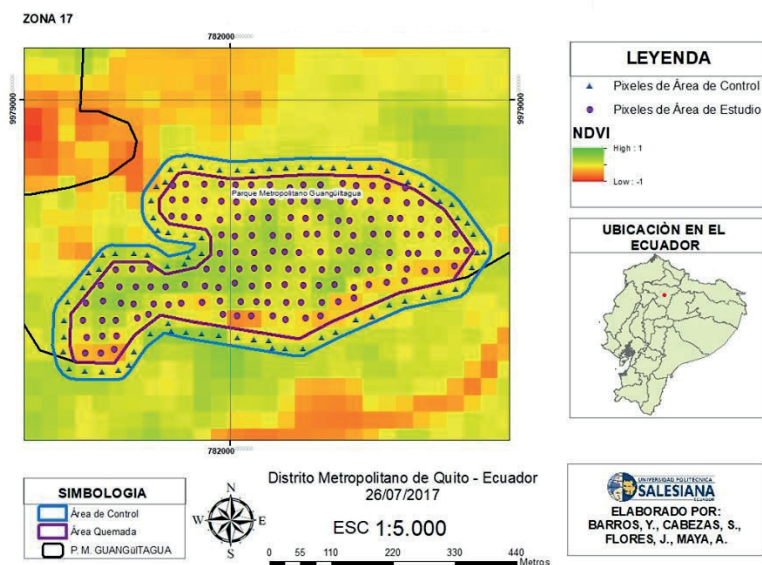 ZONA 17
782000
9979000
9979000
Parque Metropolitano Guangüitagua
782000
LEYENDA
Pixeles de Área de Control
Pixeles de Área de Estudio
NDVI
High : 1
Low : -1
UBICACIÒN EN EL
ECUADOR
SIMBOLOGIA
Área de Control
Área Quemada
P. M. GUANGüITAGUA
N
W E
S
Distrito Metropolitano de Quito - Ecuador
26/07/2017
ESC 1:5.000
0 55 110 220 330 440
Metros
UNIVERSIDAD POLITÉCNICA
SALESIANA
ECUADOR
ELABORADO POR:
BARROS, Y., CABEZAS, S.,
FLORES, J., MAYA, A.